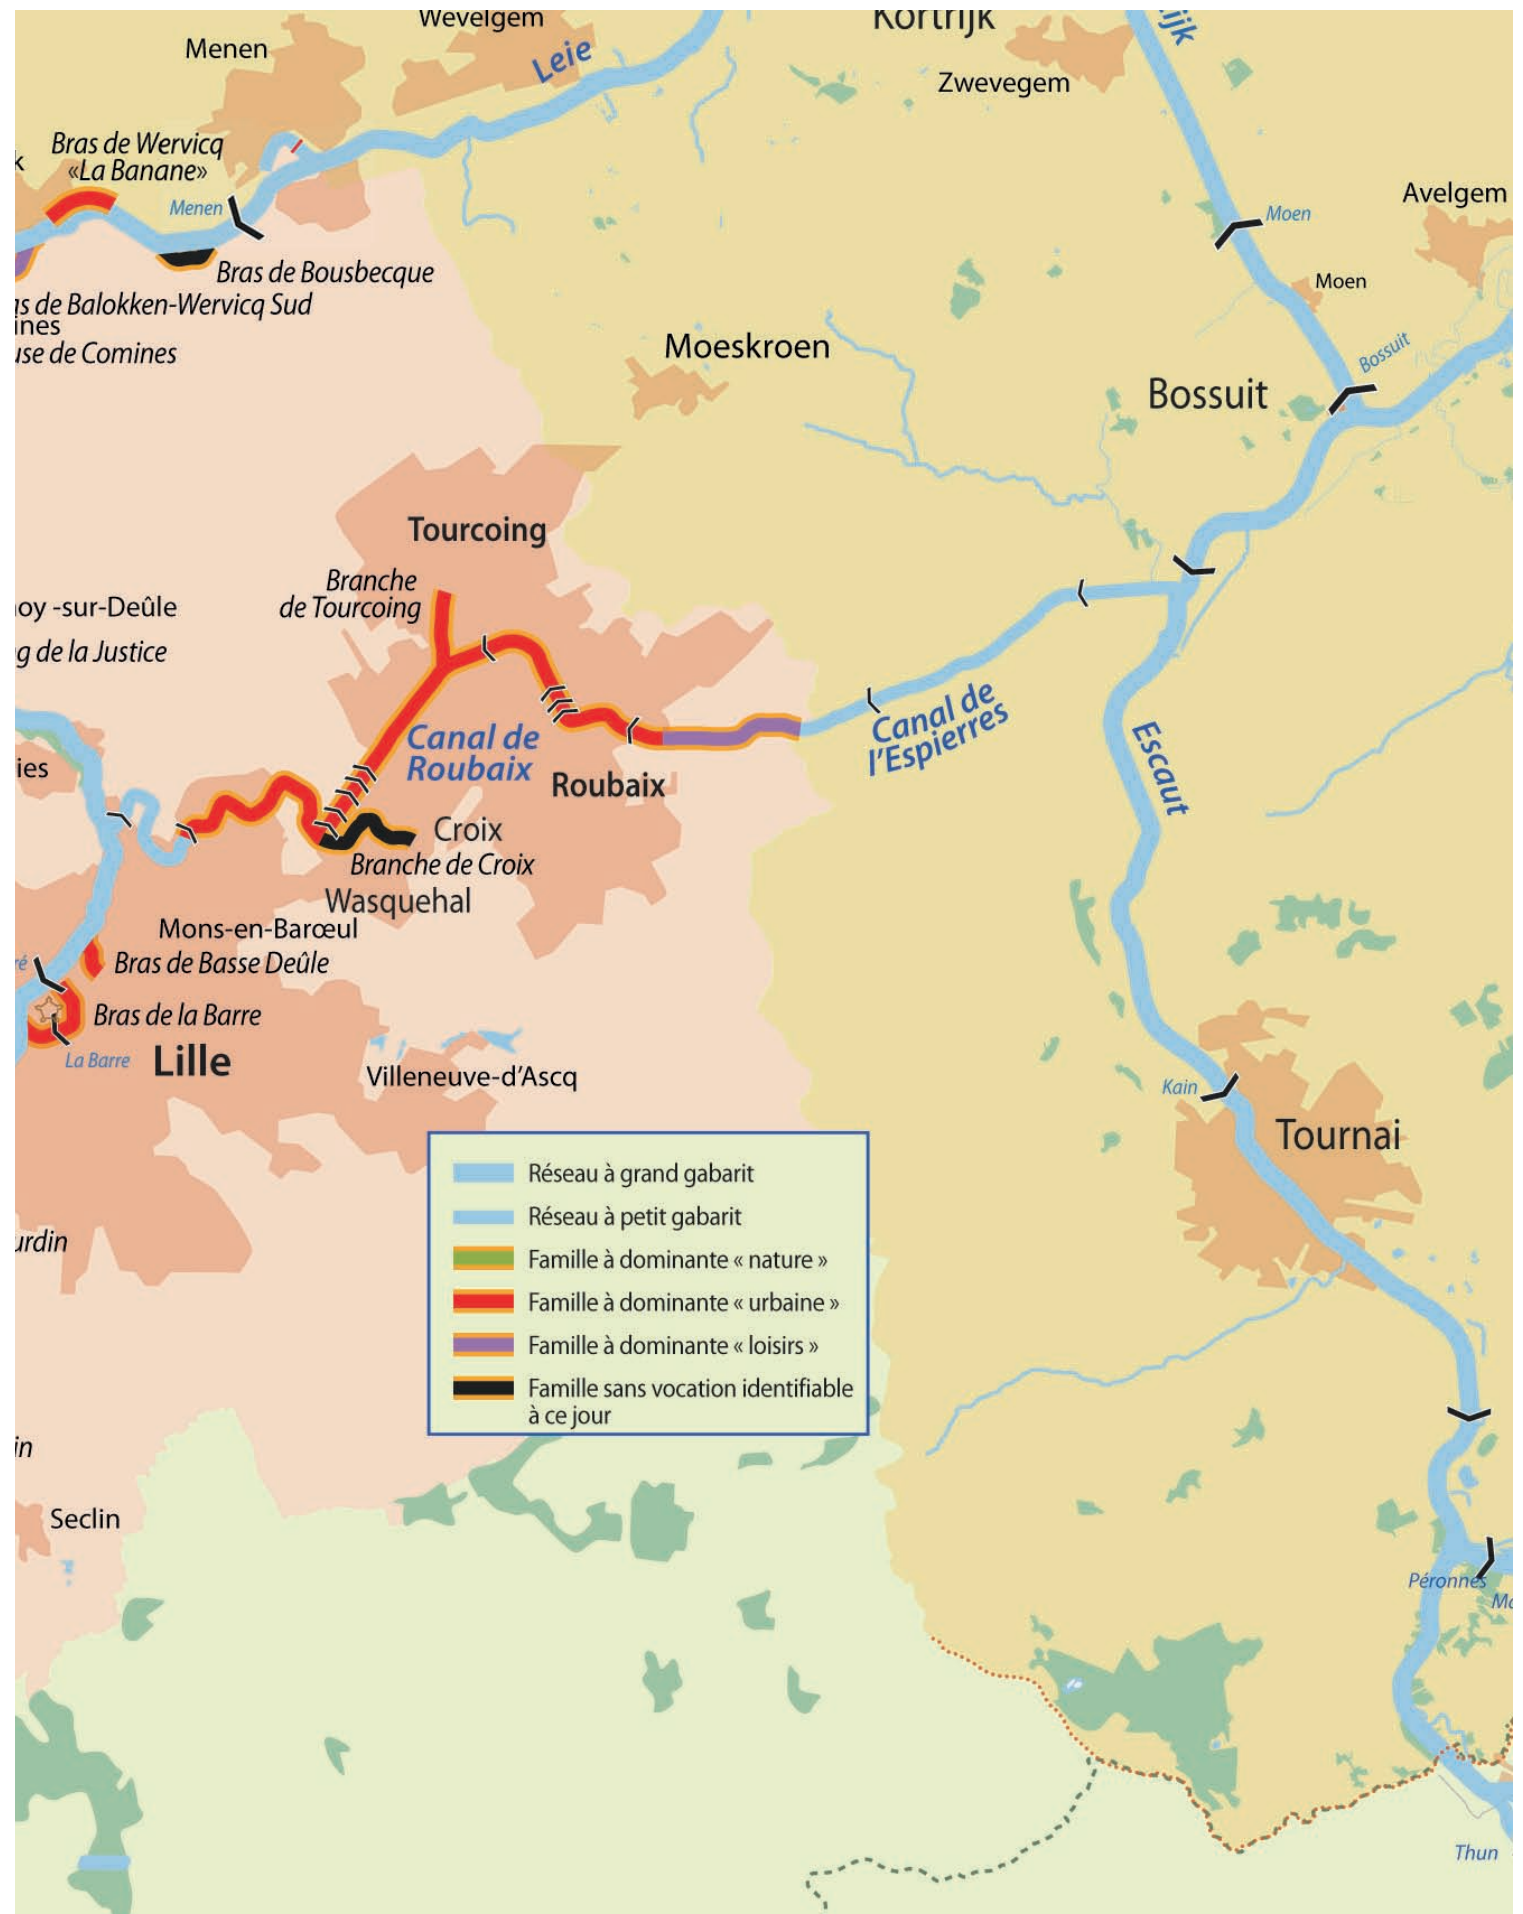 Wevelgem
Kortrijk
ijk
Menen
Leie
Zwevegem
Bras de Wervicq
«La Banane»
k
Menen
Avelgem
Moen
Bras de Bousbecque
Moen
as de Balokken-Wervicq Sud
ines
use de Comines
Moeskroen
Bossuit
Bossuit
Tourcoing
Branche
de Tourcoing
oy -sur-Deûle
g de la Justice
Canal de
Roubaix
Canal de
l'Espierres
Escaut
ies
Roubaix
Croix
Branche de Croix
Wasquehal
Mons-en-Barœul
Bras de Basse Deûle
ré
Bras de la Barre
La Barre
Lille
Villeneuve-d'Ascq
Kain
Tournai
Réseau à grand gabarit
Réseau à petit gabarit
Famille à dominante « nature »
Famille à dominante « urbaine »
Famille à dominante « loisirs »
Famille sans vocation identifiable
à ce jour
urdin
in
Seclin
Péronnes
Ma
Thun